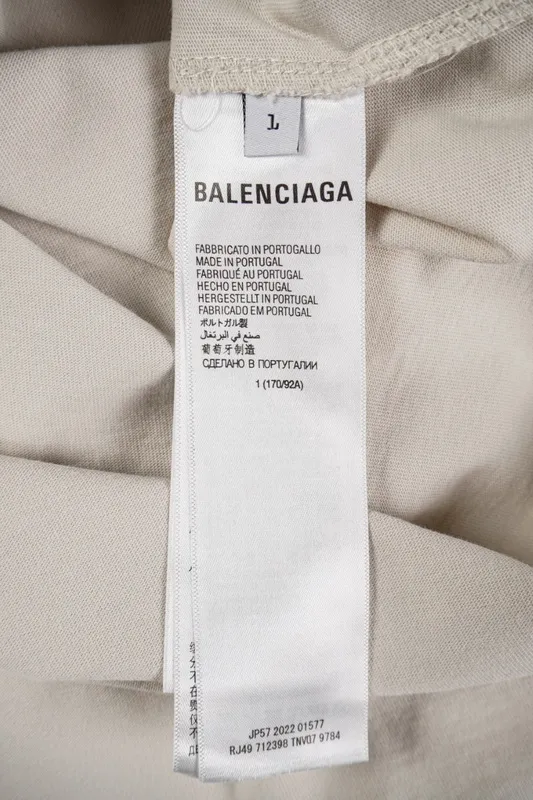 1
BALENCIAGA
FABBRICATO IN PORTOGALLO
MADE IN PORTUGAL
FABRIQUÉ AU PORTUGAL
HECHO EN PORTUGAL
HERGESTELLT IN PORTUGAL
FABRICADO EM PORTUGAL
ポルトガル製
صنع في البرتغال
葡萄牙制造
СДЕЛАНО В ПОРТУГАЛИИ
1 (170/92A)
JP57 2022 01577
RJ49 712398 TNV07 9784